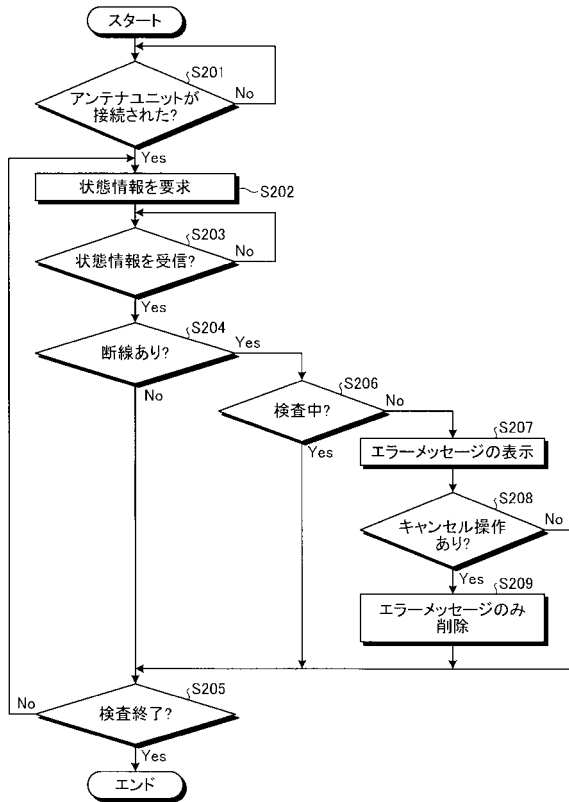 スタート
S201
アンテナユニットが
接続された?
No
Yes
状態情報を要求
S202
S203
状態情報を受信?
No
Yes
S204
断線あり?
Yes
No
S206
検査中?
No
Yes
S207
エラーメッセージの表示
S208
キャンセル操作
あり?
No
Yes
S209
エラーメッセージのみ
削除
S205
検査終了?
No
Yes
エンド